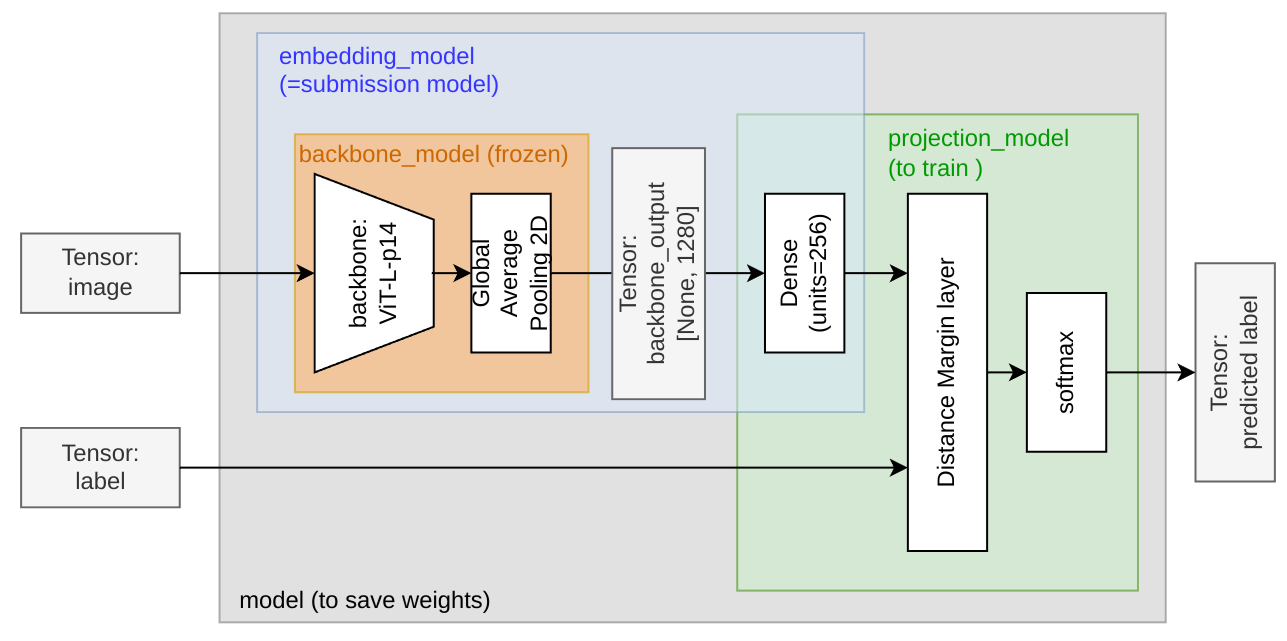 embedding_model
(=submission model)
backbone_model (frozen)
projection_model
(to train )
Tensor:
image
backbone:
ViT-L-p14
Global
Average
Pooling 2D
Tensor:
backbone_output
[None, 1280]
Dense
(units=256)
Distance Margin layer
softmax
Tensor:
predicted label
Tensor:
label
model (to save weights)